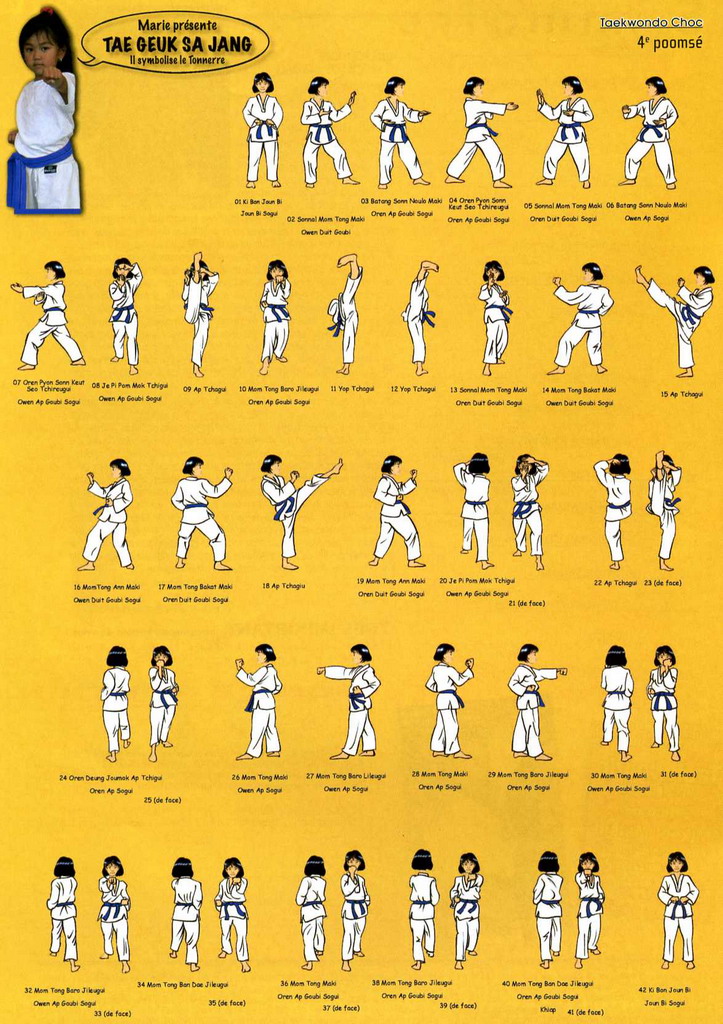 Marie présente
TAE GEUK SA JANG
Il symbolise le Tonnerre
Taekwondo Choc
4e poomsé
01 Ki Bon Joun Bi
Joun Bi Sogui
02 Sonnal Mom Tong Maki
Owen Duit Goubi
03 Batang Sonn Noulo Maki
Oren Ap Goubi Sogui
04 Oren Pyon Sonn
Keut Seo Tchireugui
Oren Ap Goubi Sogui
05 Sonnal Mom Tong Maki
Oren Duit Goubi Sogui
06 Batang Sonn Noulo Maki
Owen Ap Sogui
07 Oren Pyon Sonn Keut
Seo Tchireugui
Owen Ap Goubi Sogui
08 Je Pi Pom Mok Tchigui
Owen Ap Goubi Sogui
09 Ap Tchagui
10 Mom Tong Baro Jileugui
Oren Ap Goubi Sogui
11 Yop Tchagui
12 Yop Tchagui
13 Sonnal Mom Tong Maki
Oren Duit Goubi Sogui
14 Mom Tong Bakat Maki
Owen Duit Goubi Sogui
15 Ap Tchagui
16 MomTong Ann Maki
Owen Duit Goubi Sogui
17 Mom Tong Bakat Maki
Oren Duit Goubi Sogui
18 Ap Tchagiu
19 Mom Tong Ann Maki
Oren Duit Goubi Sogui
20 Je Pi Pom Mok Tchigui
Owen Ap Goubi Sogui
21 (de face)
22 Ap Tchagui
23 (de face)
24 Oren Deung Joumok Ap Tchigui
Oren Ap Sogui
25 (de face)
26 Mom Tong Maki
Owen Ap Sogui
27 Mom Tong Baro Lileugui
Owen Ap Sogui
28 Mom Tong Maki
Oren Ap Sogui
29 Mom Tong Baro Jileugui
Oren Ap Sogui
30 Mom Tong Maki
Owen Ap Goubi Sogui
31 (de face)
32 Mom Tong Baro Jileugui
Owen Ap Goubi Sogui
33 (de face)
34 Mom Tong Ban Dae Jileugui
35 (de face)
36 Mom Tong Maki
Oren Ap Goubi Sogui
37 (de face)
38 Mom Tong Baro Jileugui
Oren Ap Goubi Sogui
39 (de face)
40 Mom Tong Ban Dae Jileugui
Oren Ap Goubi Sogui
Khiap
41 (de face)
42 Ki Bon Joun Bi
Joun Bi Sogui